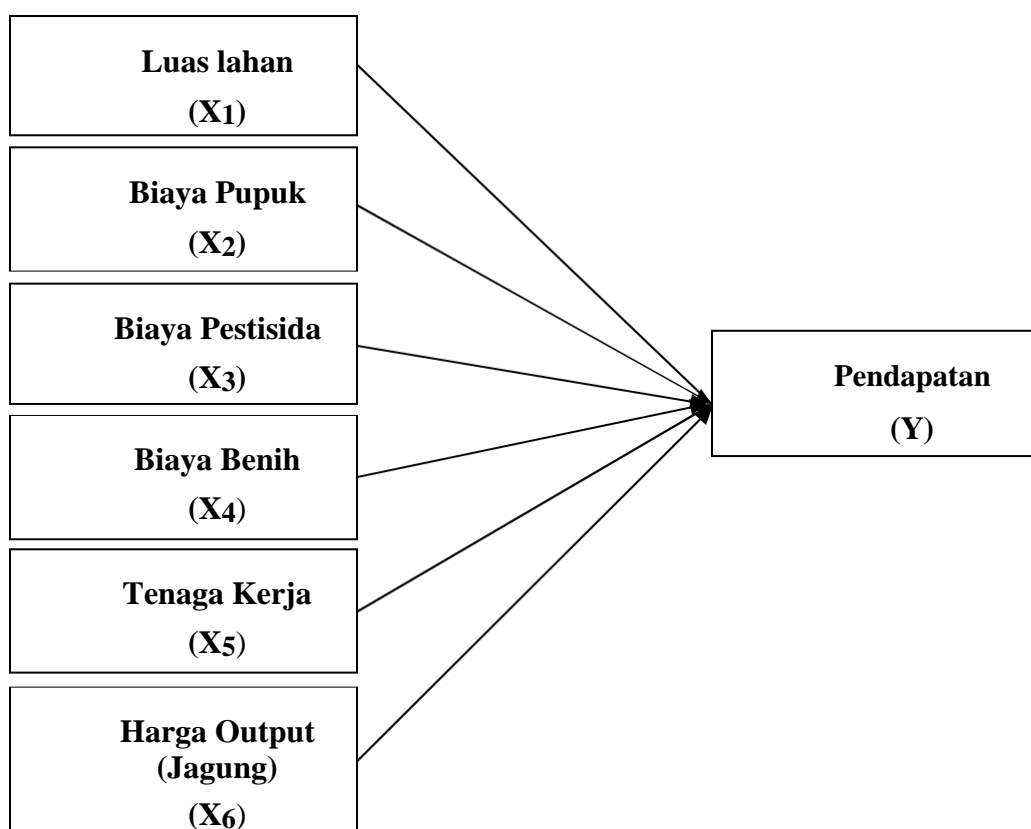 Luas lahan
(X1)
Biaya Pupuk
(X2)
Biaya Pestisida
(X3)
Biaya Benih
(X4)
Tenaga Kerja
(X5)
Harga Output
(Jagung)
(X6)
Pendapatan
(Y)